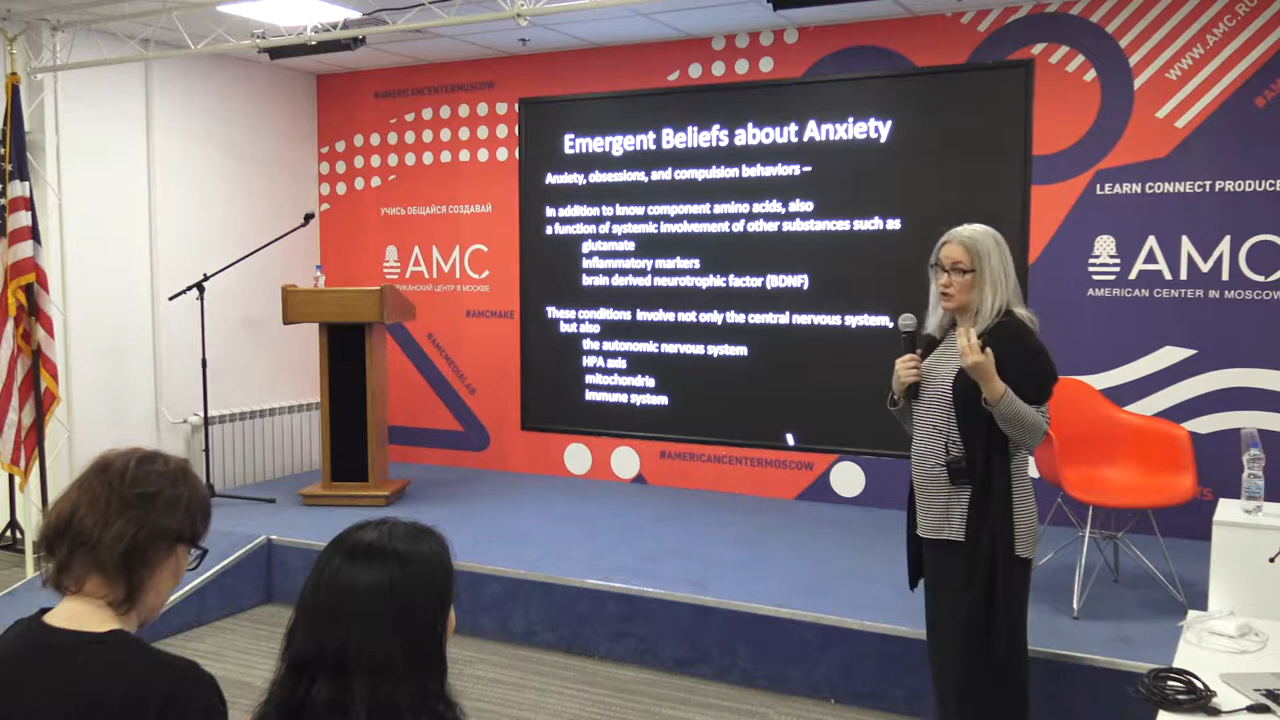 #AMERICANCENTERMOSCOW
WWW.AMC.RU
Emergent Beliefs about Anxiety
Anxiety, obsessions, and compulsion behaviors –
In addition to know component amino acids, also
a function of systemic involvement of other substances such as
glutamate
inflammatory markers
brain derived neurotrophic factor (BDNF)
These conditions involve not only the central nervous system,
but also
the autonomic nervous system
HPA axis
mitochondria
immune system
УЧИСЬ ОБЩАЙСЯ СОЗДАВАЙ
AMC
РИКАНСКИЙ ЦЕНТР В МОСКВЕ
#AMCMAKE
#AMCMEDIALAB
#AMERICANCENTERMOSCOW
LEARN CONNECT PRODUCE
AMC
AMERICAN CENTER IN MOSCOW